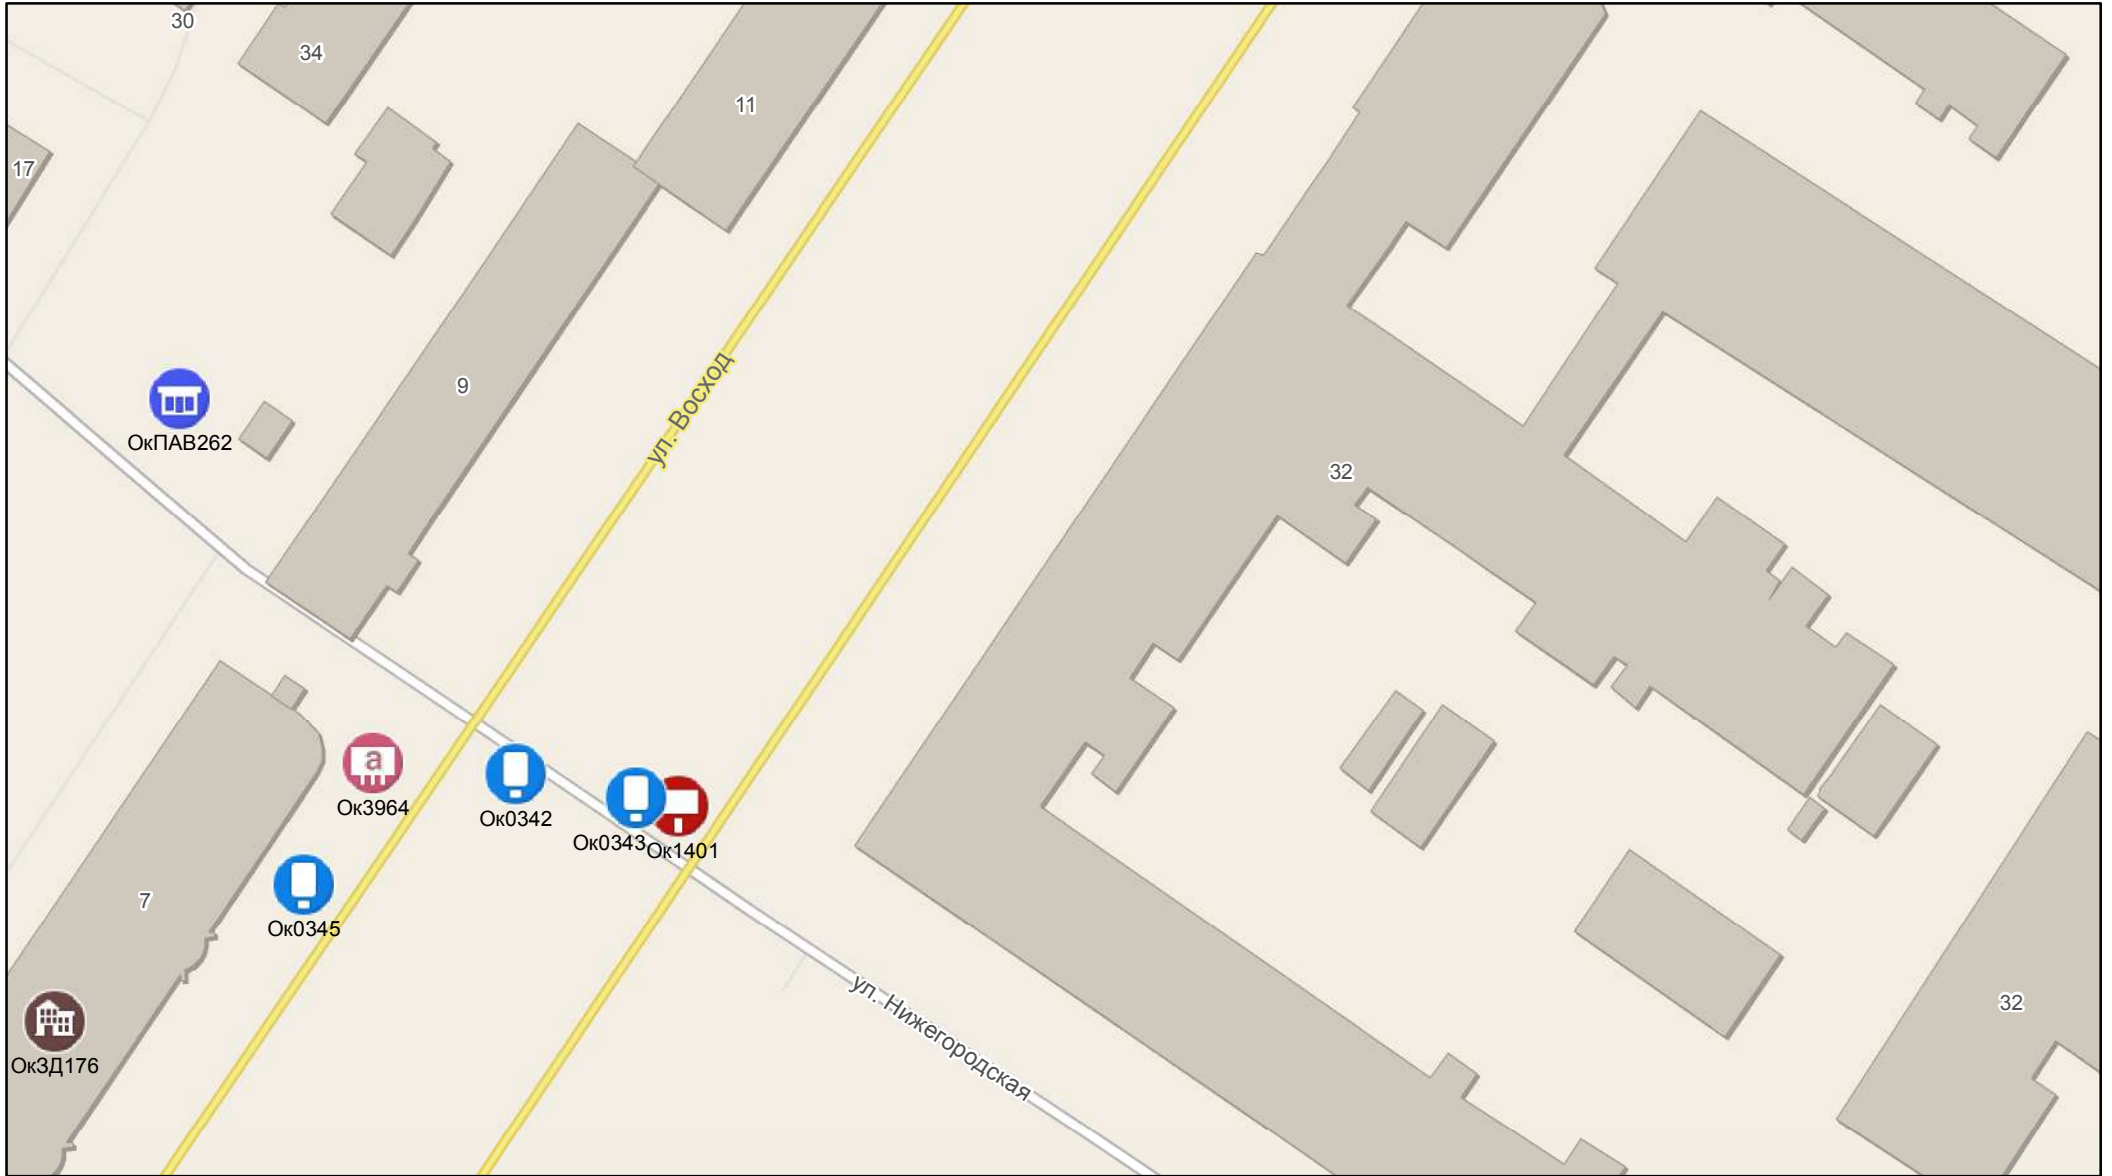 30
34
11
17
9
ул. Восход
ОкПАВ262
32
а
Ок3964
Ок0342
Ок0343
Ок1401
7
Ок0345
ул. Нижегородская
32
ОкЗД176